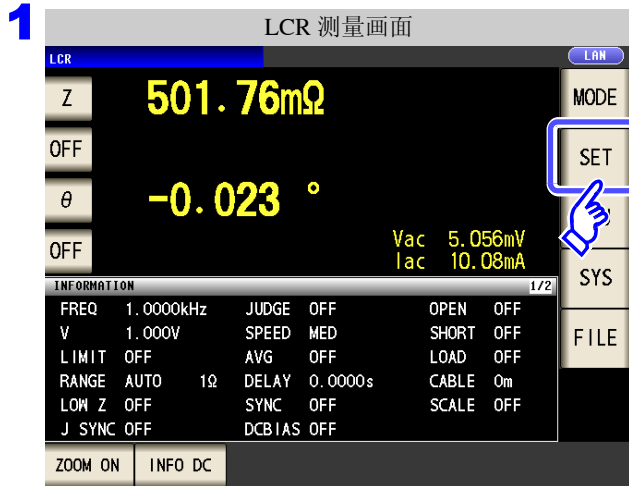 1
LCR 测量画面
LCR
LAN
Z 501.76mΩ
MODE
OFF
SET
θ -0.023 °
OFF
Vac 5.056mV
Iac 10.08mA
SYS
INFORMATION 1/2
FREQ 1.0000kHz JUDGE OFF OPEN OFF
V 1.000V SPEED MED SHORT OFF
FILE
LIMIT OFF AVG OFF LOAD OFF
RANGE AUTO 1Ω DELAY 0.0000s CABLE 0m
LOW Z OFF SYNC OFF SCALE OFF
J SYNC OFF DCBIAS OFF
ZOOM ON INFO DC